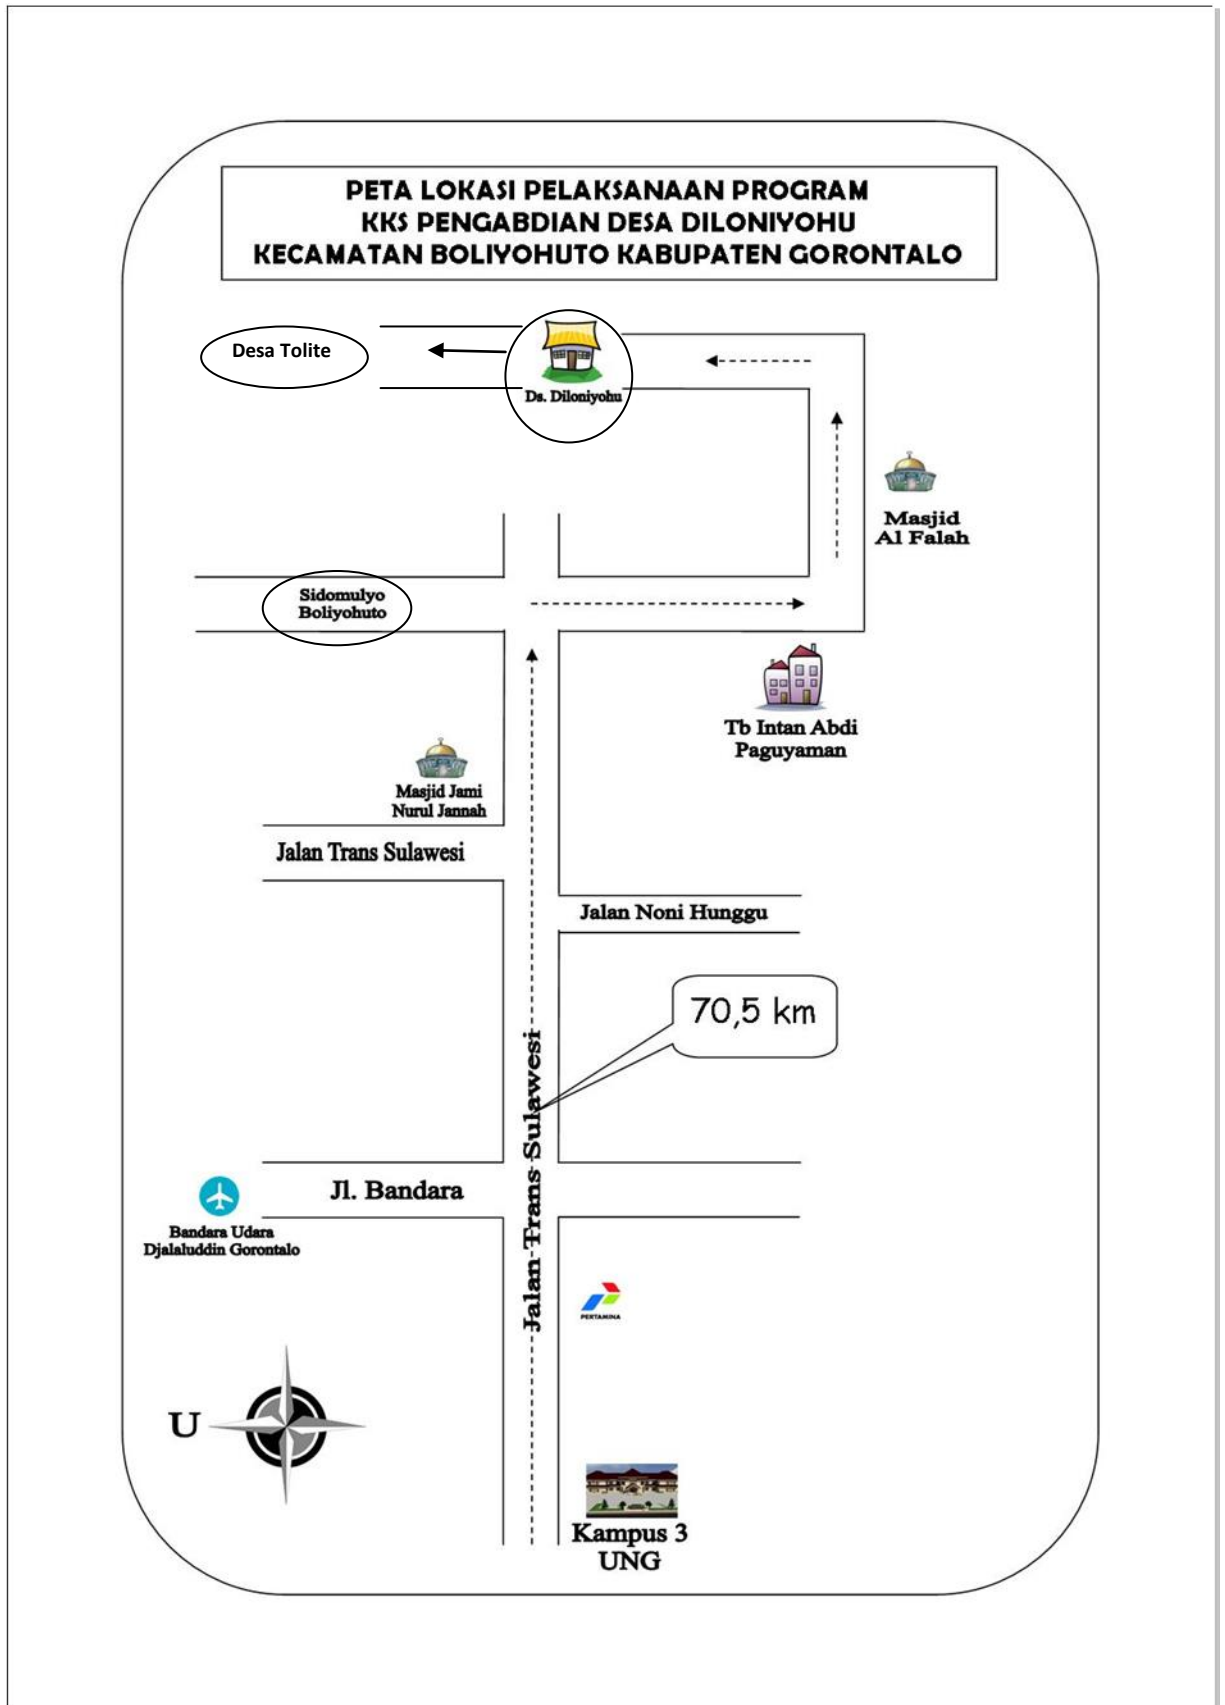 PETA LOKASI PELAKSANAAN PROGRAM
KKS PENGABDIAN DESA DILONIYOHU
KECAMATAN BOLIYOHUTO KABUPATEN GORONTALO
Desa Tolite
Ds. Diloniyohu
Masjid
Al Falah
Sidomulyo
Boliyohuto
Tb Intan Abdi
Paguyaman
Masjid Jami
Nurul Jannah
Jalan Trans Sulawesi
Jalan Noni Hunggu
70,5 km
Jalan Trans Sulawesi
Jl. Bandara
Bandara Udara
Djalaluddin Gorontalo
PERTAMINA
U
Kampus 3
UNG